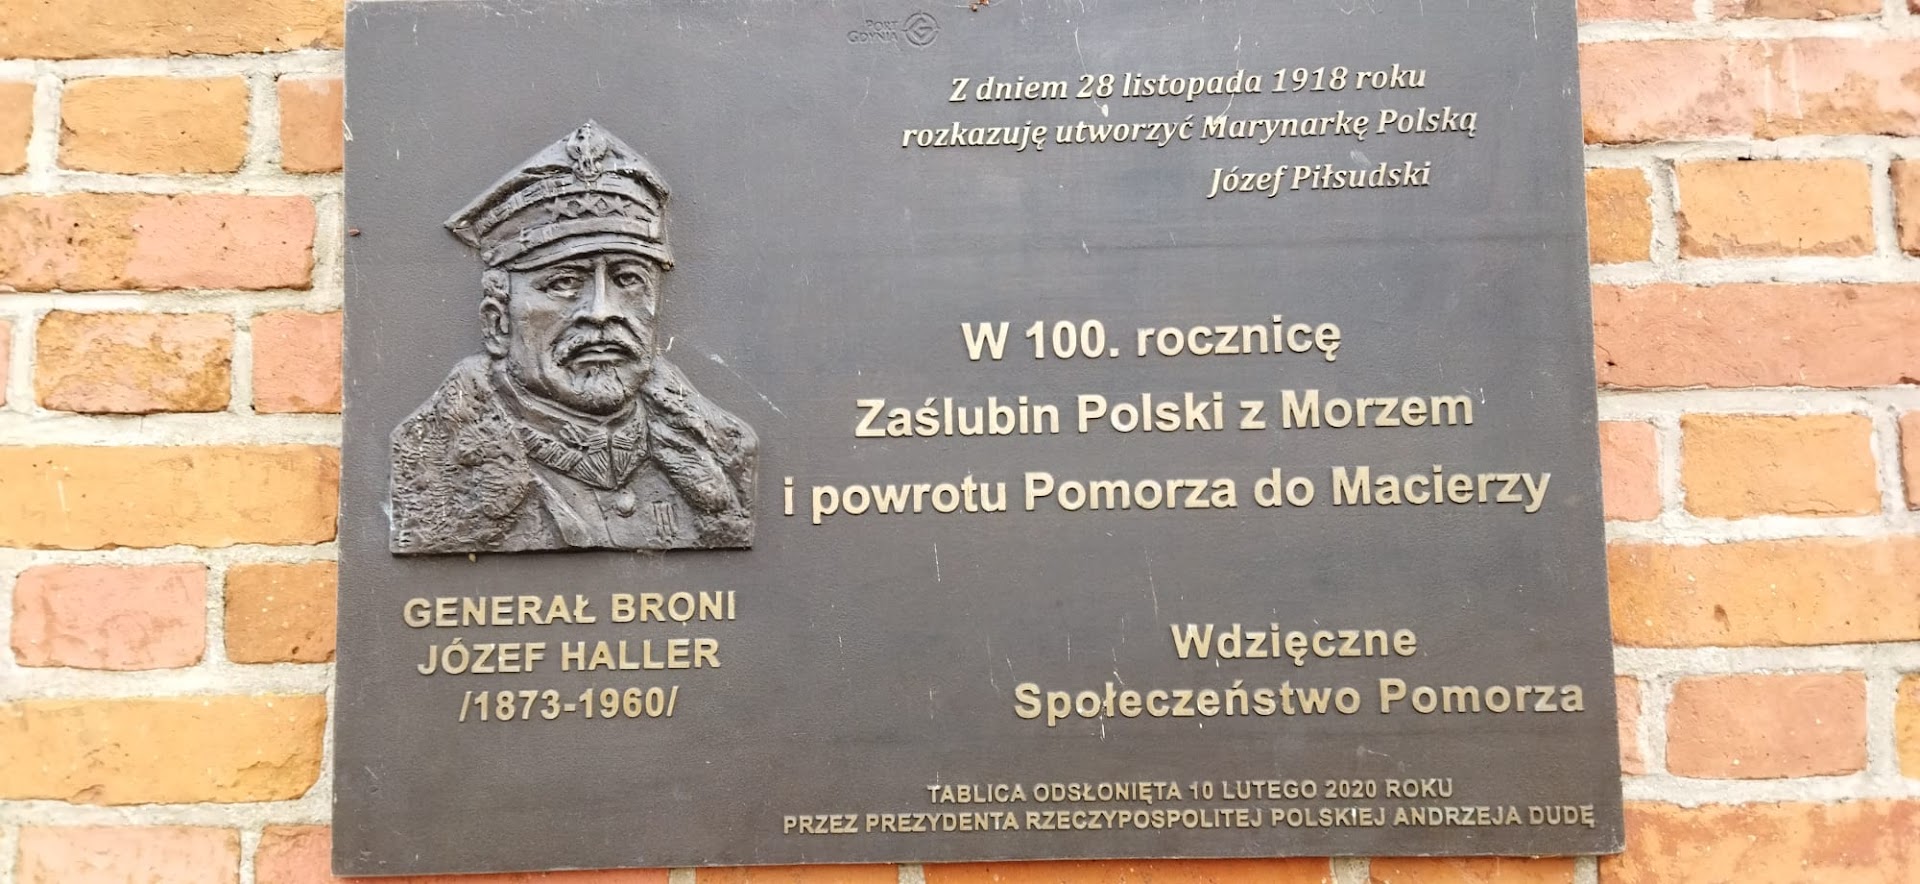 PORT
GDYNIA
Z dniem 28 listopada 1918 roku
rozkazuję utworzyć Marynarkę Polską
Józef Piłsudski
W 100. rocznicę
Zaślubin Polski z Morzem
i powrotu Pomorza do Macierzy
GENERAŁ BRONI
JÓZEF HALLER
/1873-1960/
Wdzięczne
Społeczeństwo Pomorza
TABLICA ODSŁONIĘTA 10 LUTEGO 2020 ROKU
PRZEZ PREZYDENTA RZECZYPOSPOLITEJ POLSKIEJ ANDRZEJA DUDĘ